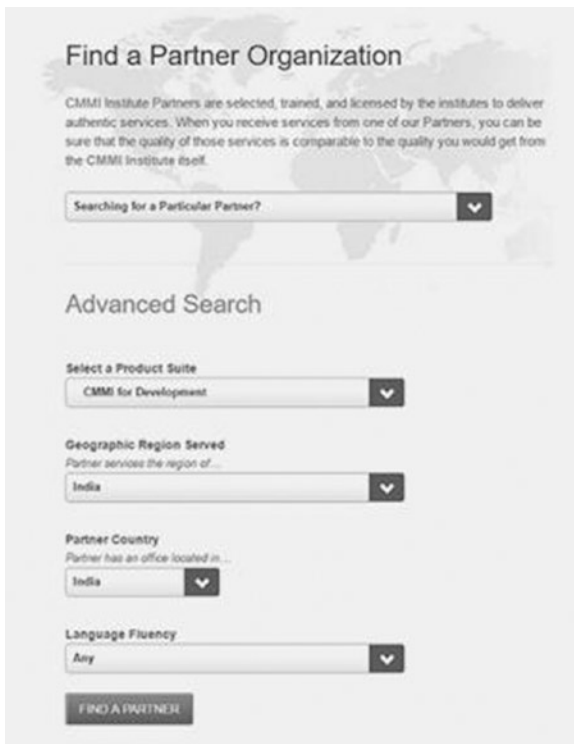 Find a Partner Organization
CMMI Institute Partners are selected, trained, and licensed by the institutes to deliver
authentic services. When you receive services from one of our Partners, you can be
sure that the quality of those services is comparable to the quality you would get from
the CMMI Institute itself.
Searching for a Particular Partner?
Advanced Search
Select a Product Suite
CMMI for Development
Geographic Region Served
Partner services the region of...
India
Partner Country
Partner has an office located in...
India
Language Fluency
Any
FIND A PARTNER